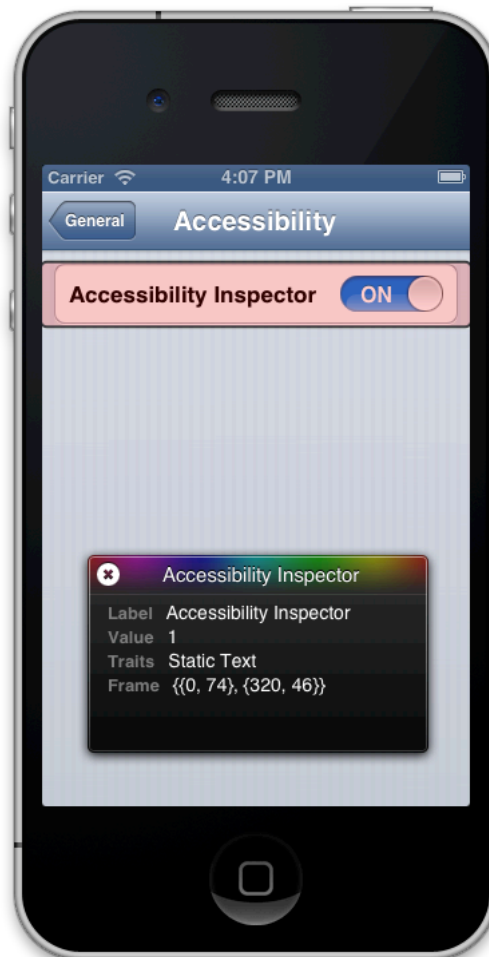 Carrier 4:07 PM
General Accessibility
Accessibility Inspector ON
Accessibility Inspector
Label Accessibility Inspector
Value 1
Traits Static Text
Frame {{0, 74}, {320, 46}}